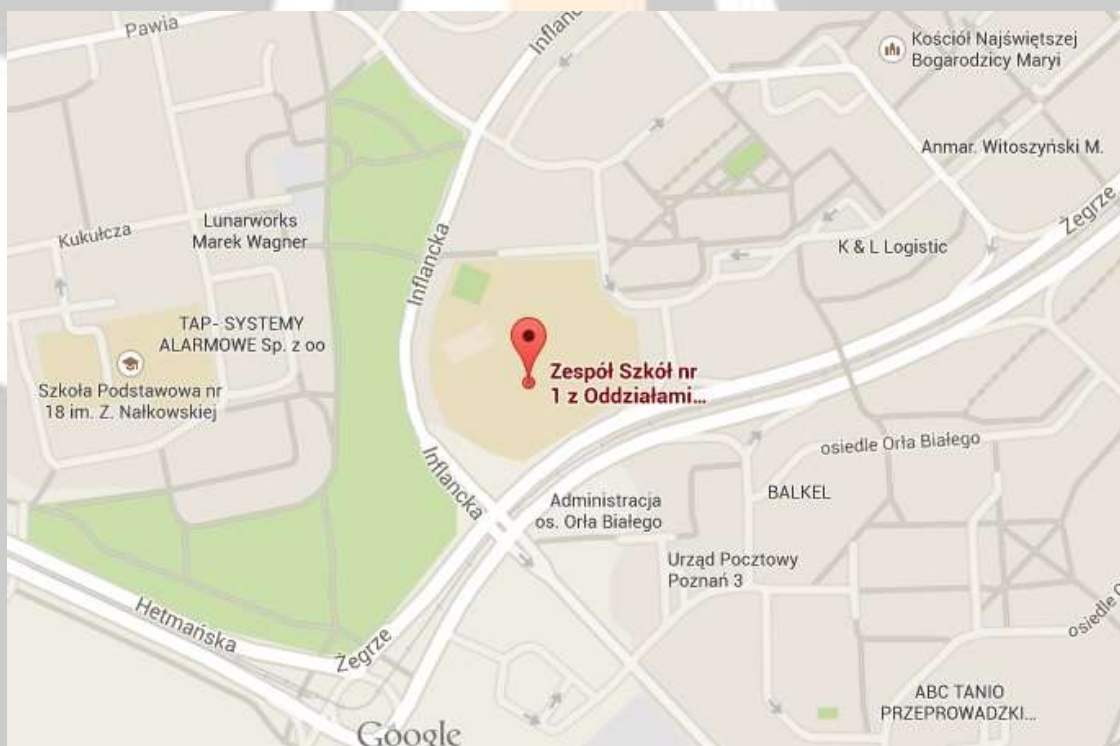 Pawia
Inflanc
Kościół Najświętszej
Bogarodzicy Maryi
Anmar. Witoszyński M.
Żegrze
Kukułcza
Lunarworks
Marek Wagner
Inflancka
K & L Logistic
TAP- SYSTEMY
ALARMOWE Sp. z oo
Szkoła Podstawowa nr
18 im. Z. Nałkowskiej
Zespół Szkół nr
1 z Oddziałami...
Inflancka
osiedle Orła Białego
BALKEL
Administracja
os. Orła Białego
Urząd Pocztowy
Poznań 3
Hetmańska
Żegrze
osiedle O
ABC TANIO
PRZEPROWADZKI...
Google